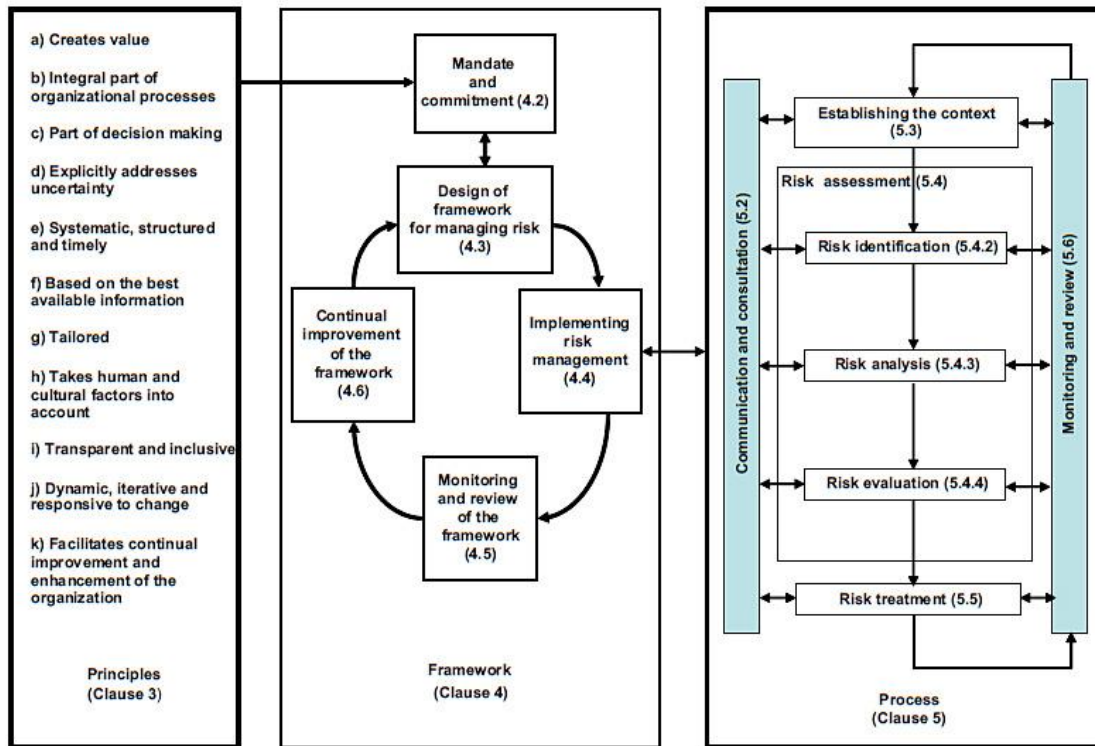 a) Creates value
b) Integral part of
organizational processes
c) Part of decision making
d) Explicitly addresses
uncertainty
e) Systematic, structured
and timely
f) Based on the best
available information
g) Tailored
h) Takes human and
cultural factors into
account
i) Transparent and inclusive
j) Dynamic, iterative and
responsive to change
k) Facilitates continual
improvement and
enhancement of the
organization
Principles
(Clause 3)
Mandate
and
commitment (4.2)
Design of
framework
for managing risk
(4.3)
Implementing
risk
management
(4.4)
Monitoring
and review
of the
framework
(4.5)
Continual
improvement
of the
framework
(4.6)
Framework
(Clause 4)
Communication and consultation (5.2)
Establishing the context
(5.3)
Risk assessment (5.4)
Risk identification (5.4.2)
Risk analysis (5.4.3)
Risk evaluation (5.4.4)
Risk treatment (5.5)
Monitoring and review (5.6)
Process
(Clause 5)